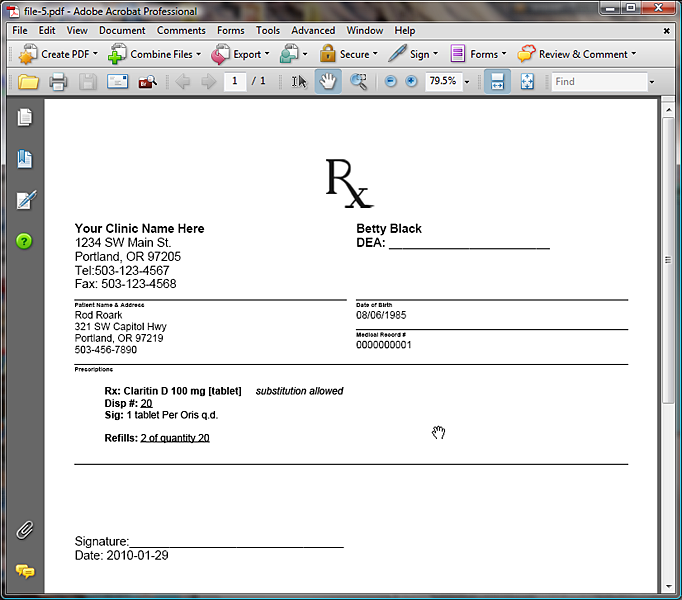 file-5.pdf - Adobe Acrobat Professional
File Edit View Document Comments Forms Tools Advanced Window Help
Create PDF Combine Files Export Secure Sign Forms Review & Comment
1 / 1 79.5% Find
Rx
Your Clinic Name Here
1234 SW Main St.
Portland, OR 97205
Tel:503-123-4567
Fax: 503-123-4568
Betty Black
DEA: ________________________
Patient Name & Address
Rod Roark
321 SW Capitol Hwy
Portland, OR 97219
503-456-7890
Date of Birth
08/06/1985
Medical Record #
0000000001
Prescriptions
Rx: Claritin D 100 mg [tablet] substitution allowed
Disp #: 20
Sig: 1 tablet Per Oris q.d.
Refills: 2 of quantity 20
Signature:________________________________
Date: 2010-01-29